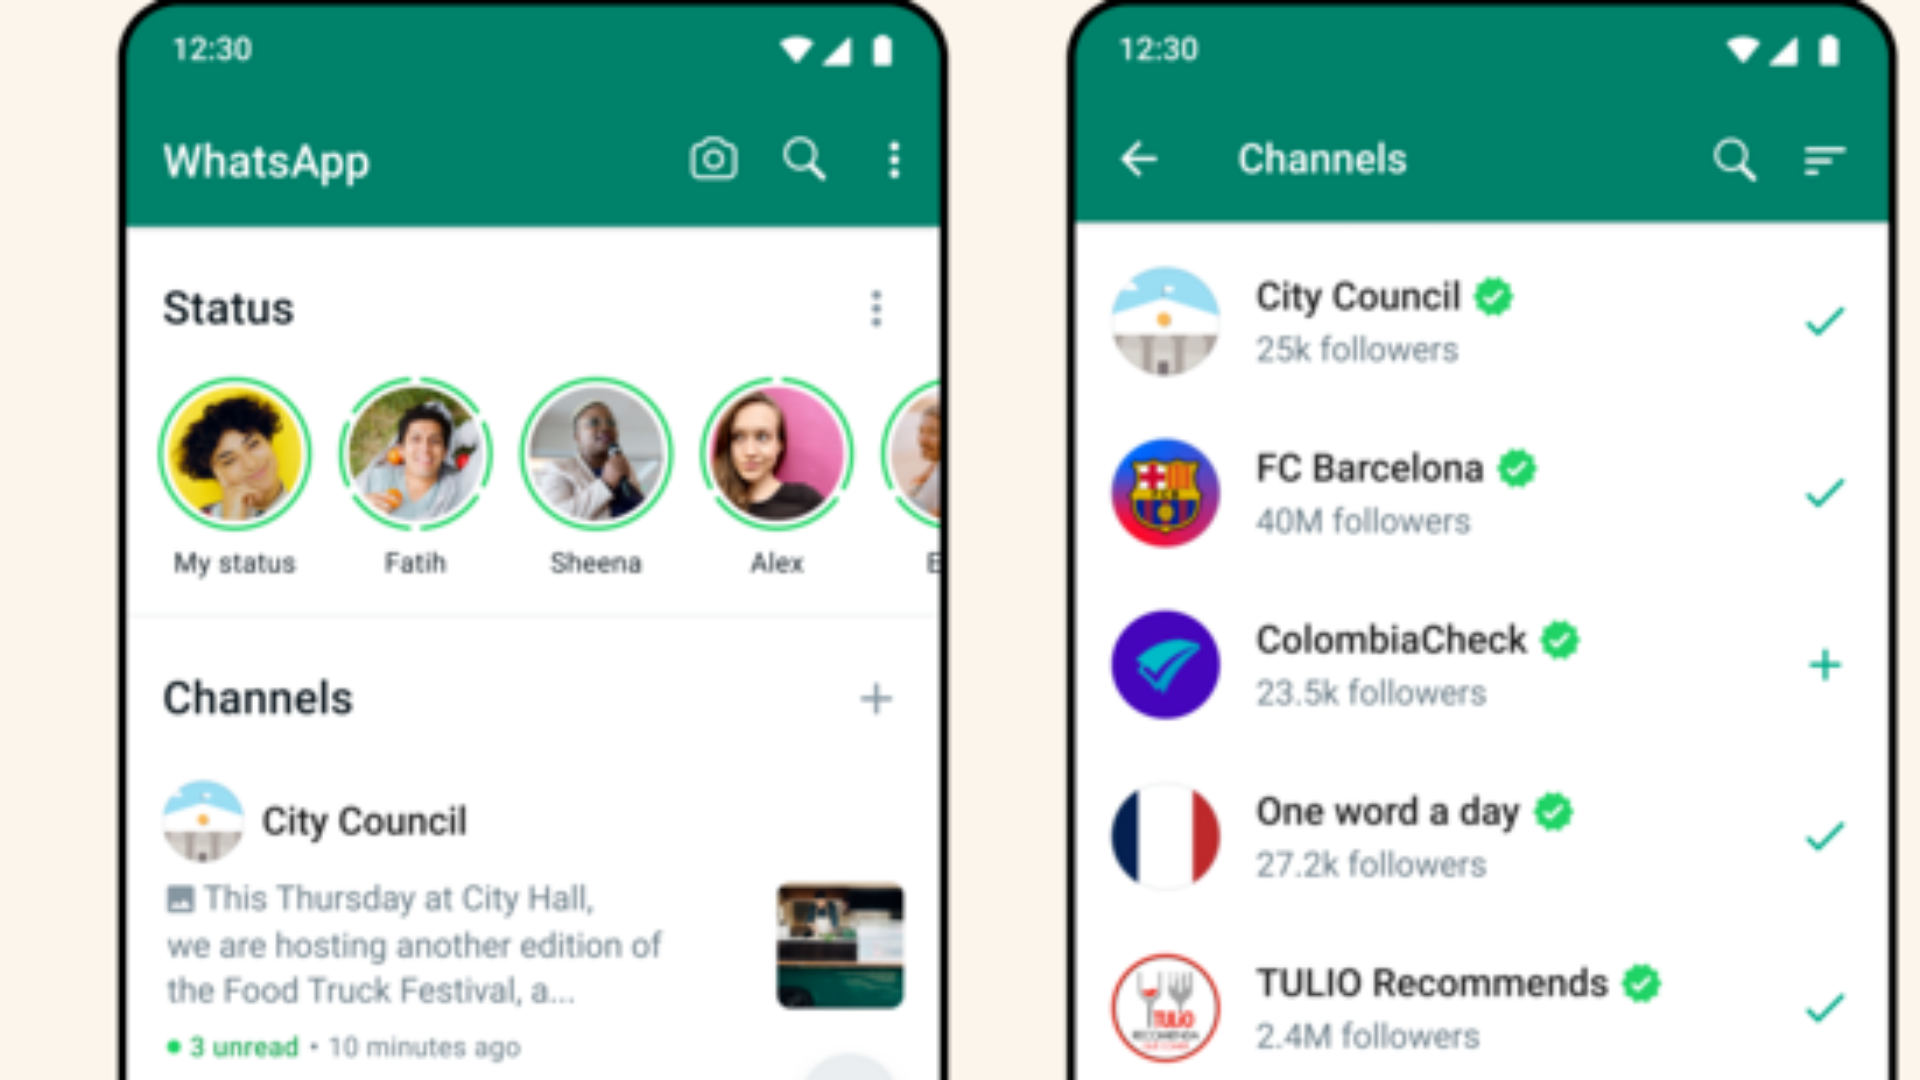 12:30
WhatsApp
Status
My status
Fatih
Sheena
Alex
E
Channels
City Council
This Thursday at City Hall,
we are hosting another edition of
the Food Truck Festival, a...
3 unread • 10 minutes ago
12:30
Channels
City Council
25k followers
FC Barcelona
40M followers
FCB
ColombiaCheck
23.5k followers
One word a day
27.2k followers
TULIO Recommends
2.4M followers
TULIO
RECOMIENDA